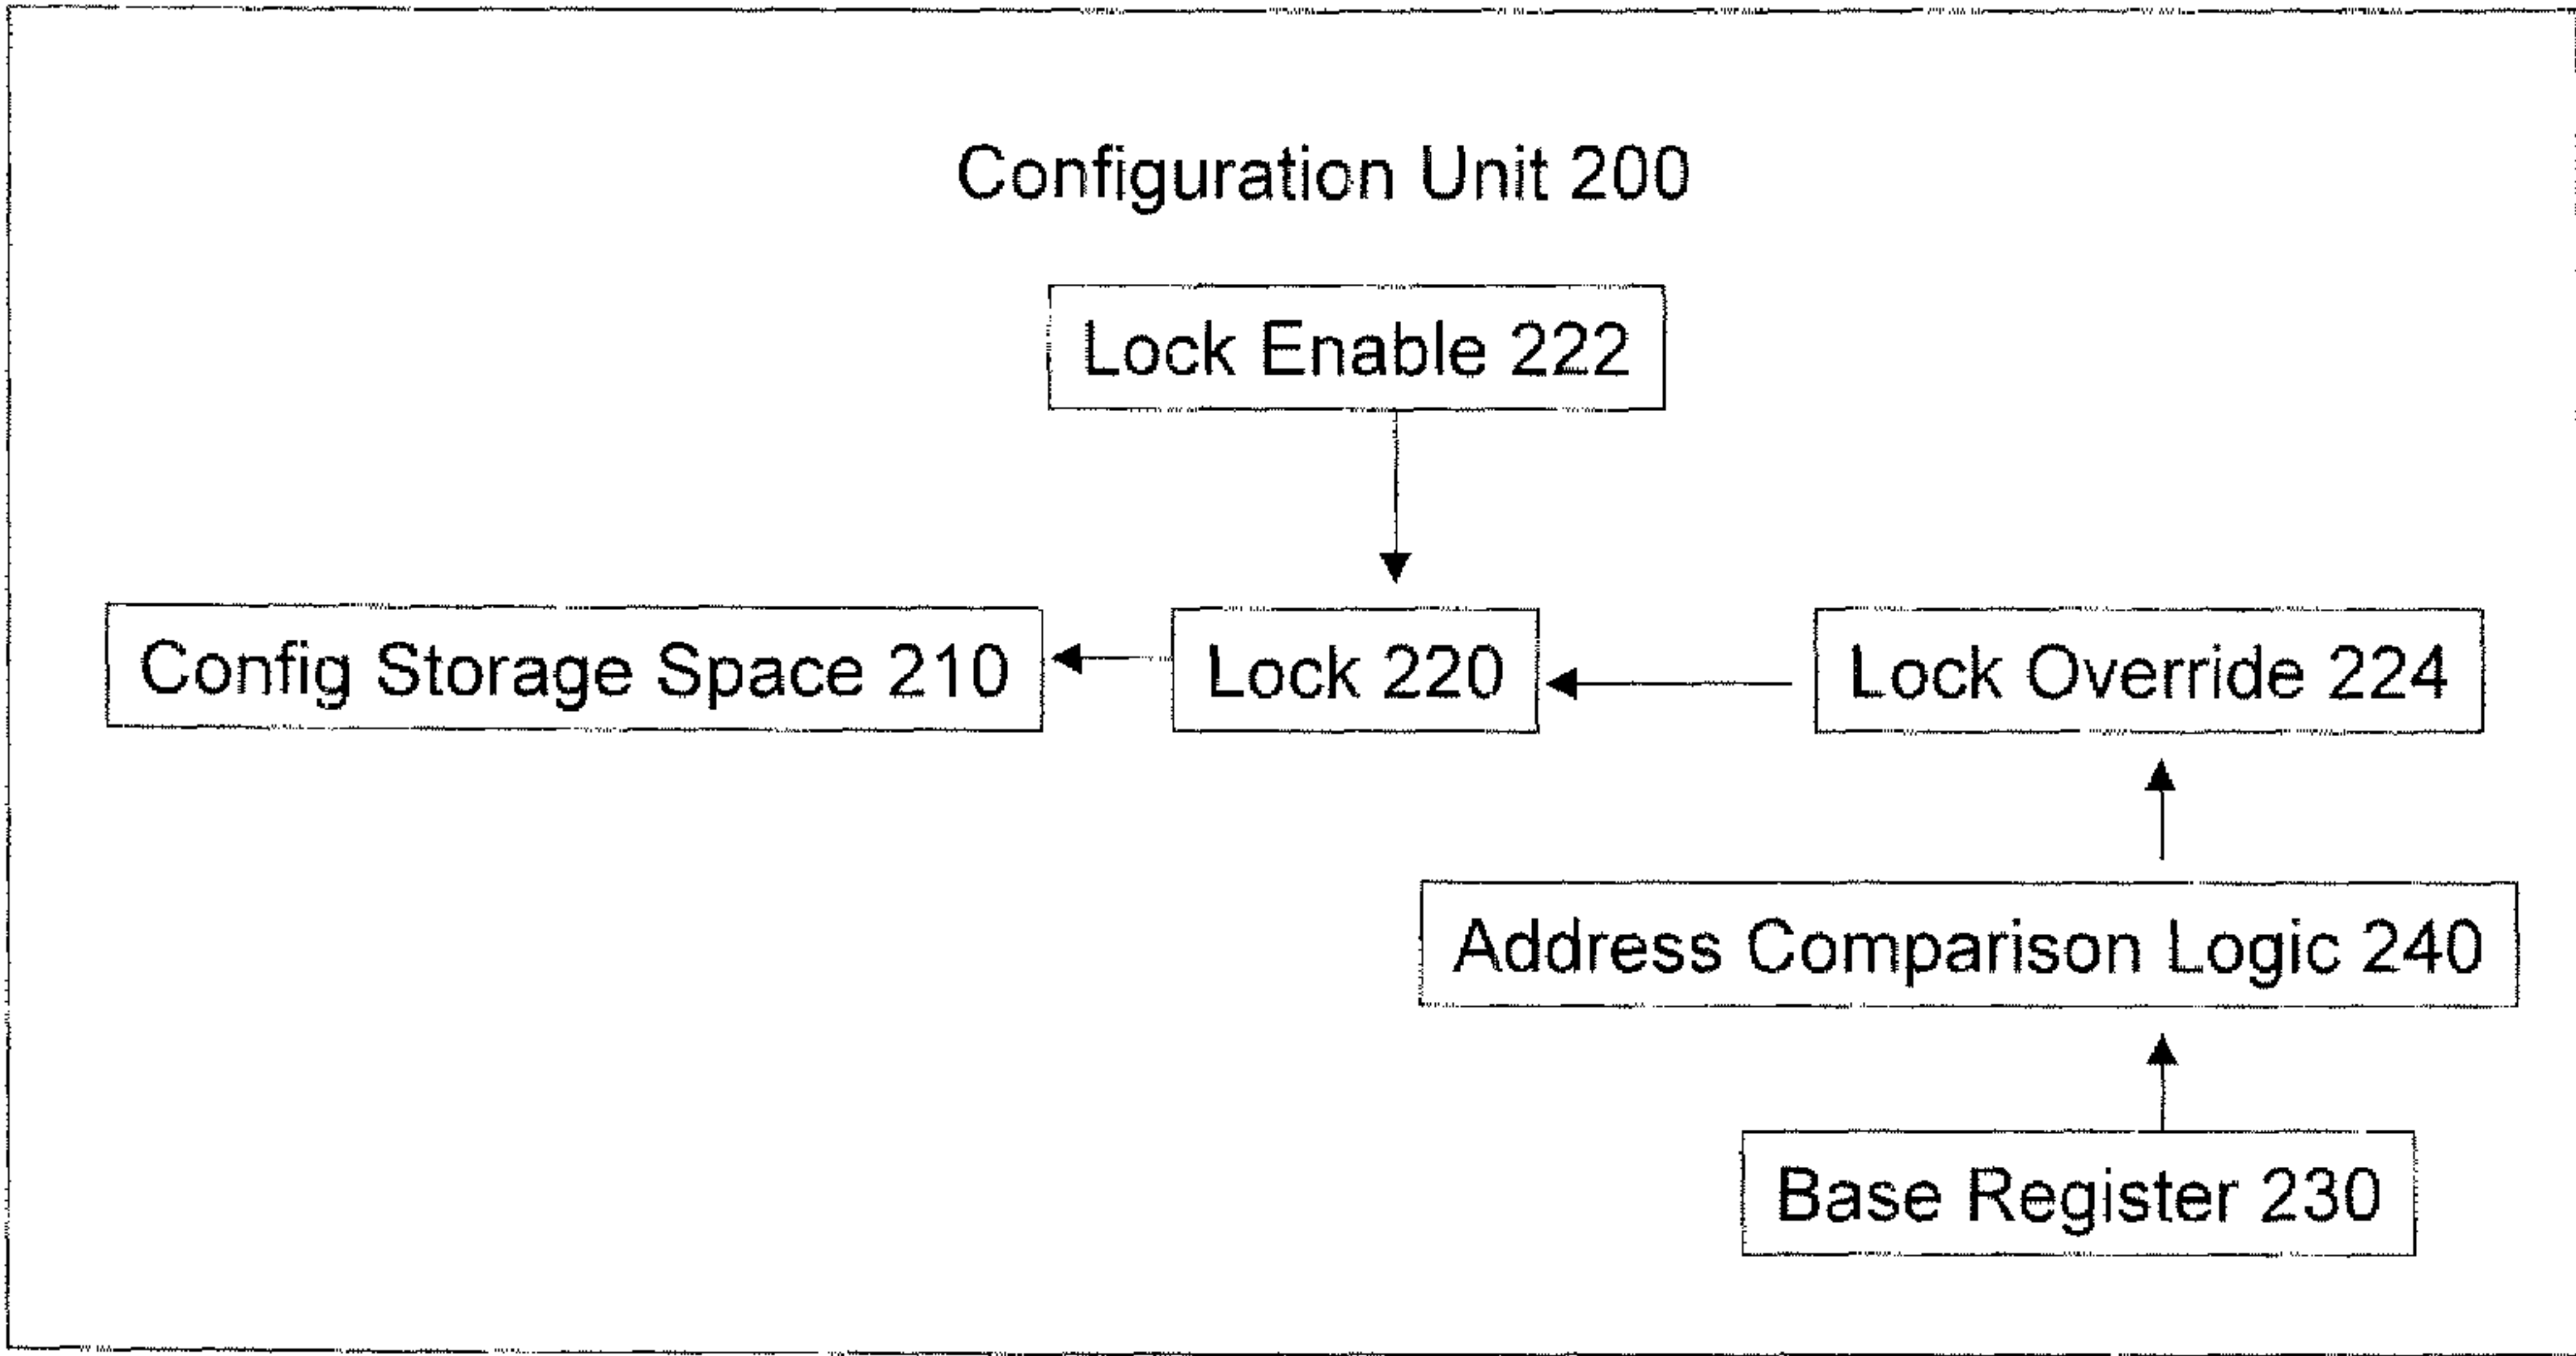 Configuration Unit 200
Lock Enable 222
Config Storage Space 210
Lock 220
Lock Override 224
Address Comparison Logic 240
Base Register 230